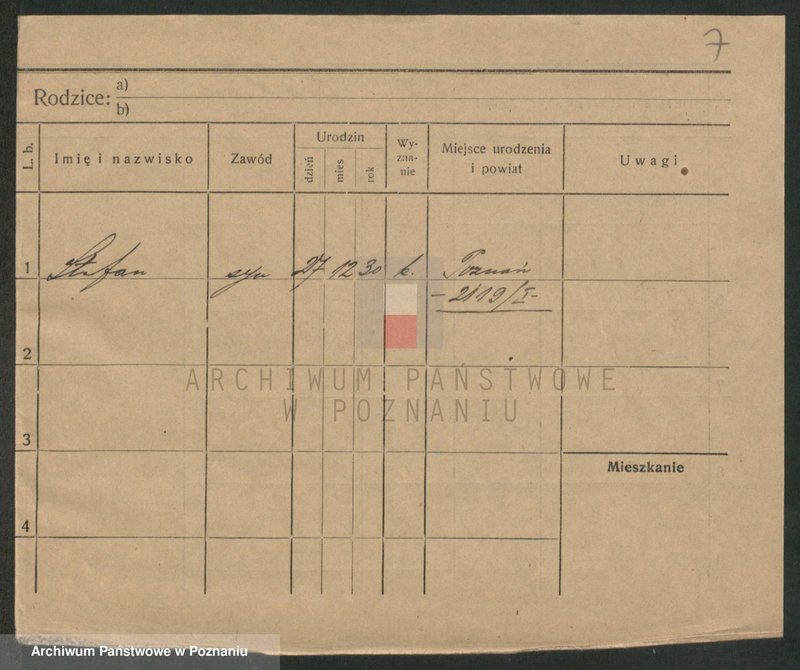 7
Rodzice: a)
b)
L. b.
Imię i nazwisko
Zawód
Urodzin
dzień
mies
rok
Wy-
zna-
nie
Miejsce urodzenia
i powiat
Uwagi
1 Stefan syn 27 12 30 k. Poznań
- 2119/I -
2
ARCHIWUM PAŃSTWOWE
W POZNANIU
3
Mieszkanie
4
Archiwum Państwowe w Poznaniu